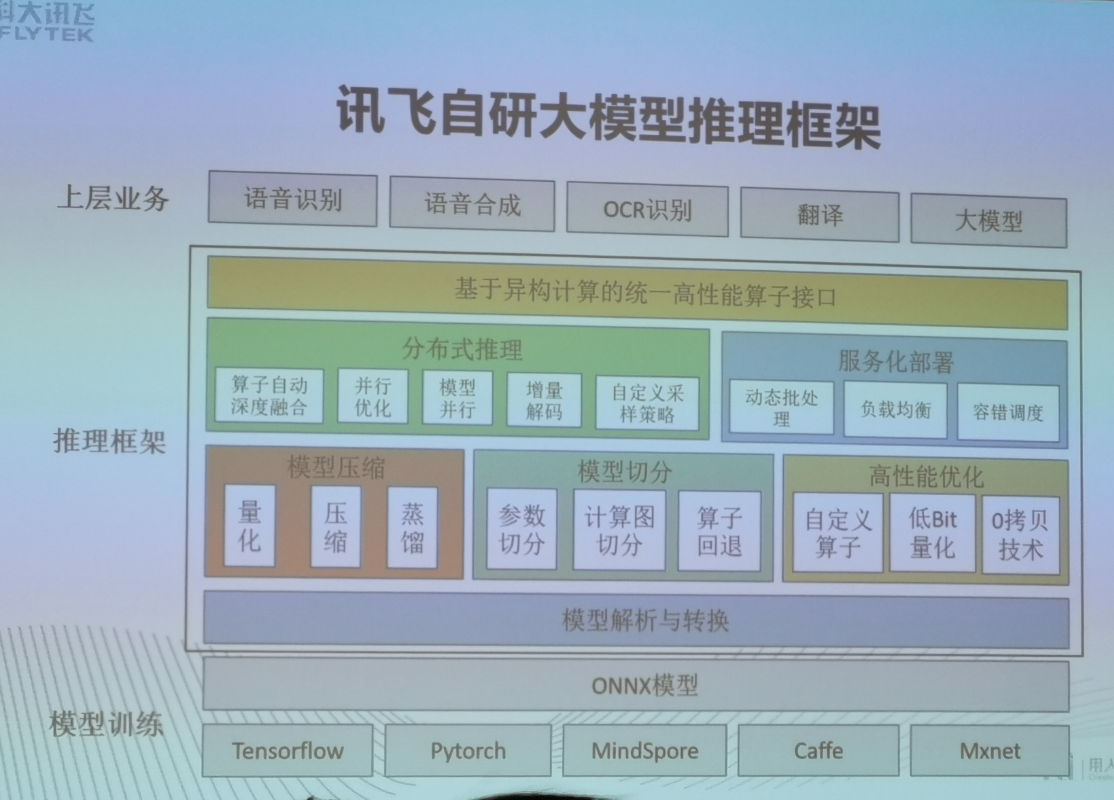 科大讯飞
FLYTEK
讯飞自研大模型推理框架
上层业务
语音识别
语音合成
OCR识别
翻译
大模型
推理框架
基于异构计算的统一高性能算子接口
分布式推理
算子自动
深度融合
并行
优化
模型
并行
增量
解码
自定义采
样策略
服务化部署
动态批处
理
负载均衡
容错调度
模型压缩
量
化
压
缩
蒸
馏
模型切分
参数
切分
计算图
切分
算子
回退
高性能优化
自定义
算子
低Bit
量化
0拷贝
技术
模型解析与转换
模型训练
ONNX模型
Tensorflow
Pytorch
MindSpore
Caffe
Mxnet
用人